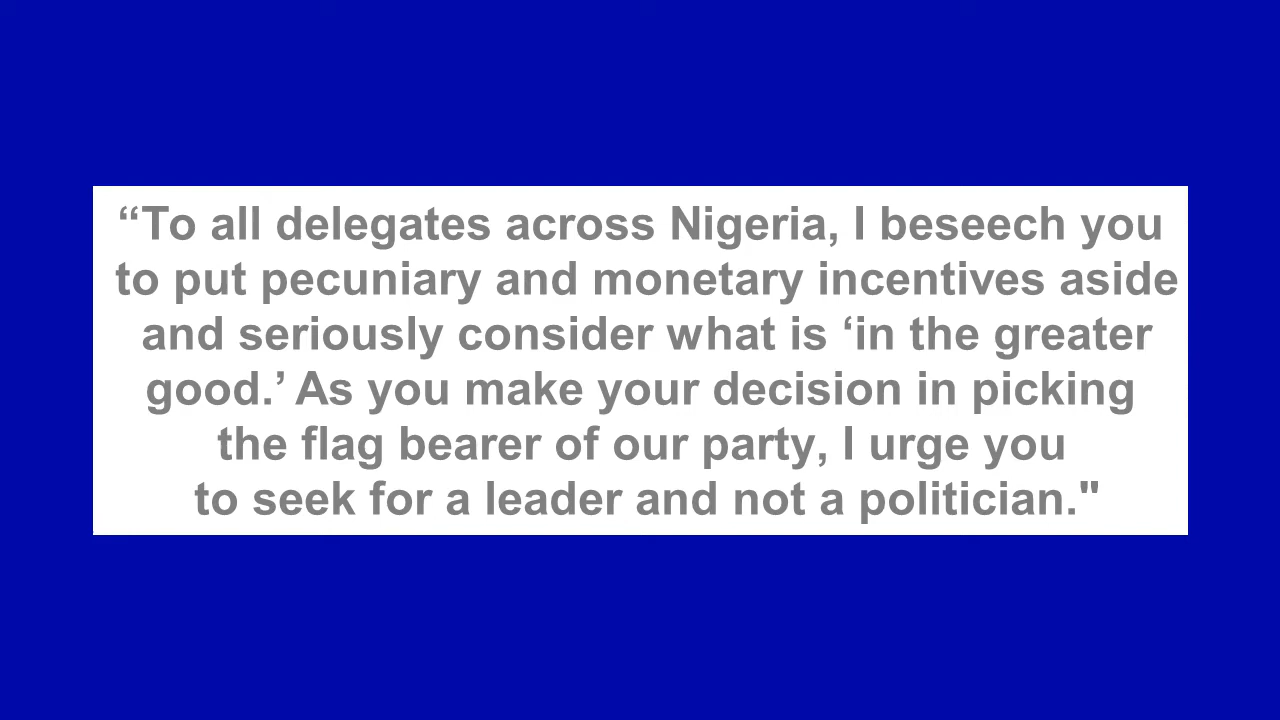 “To all delegates across Nigeria, I beseech you
to put pecuniary and monetary incentives aside
and seriously consider what is ‘in the greater
good.’ As you make your decision in picking
the flag bearer of our party, I urge you
to seek for a leader and not a politician."